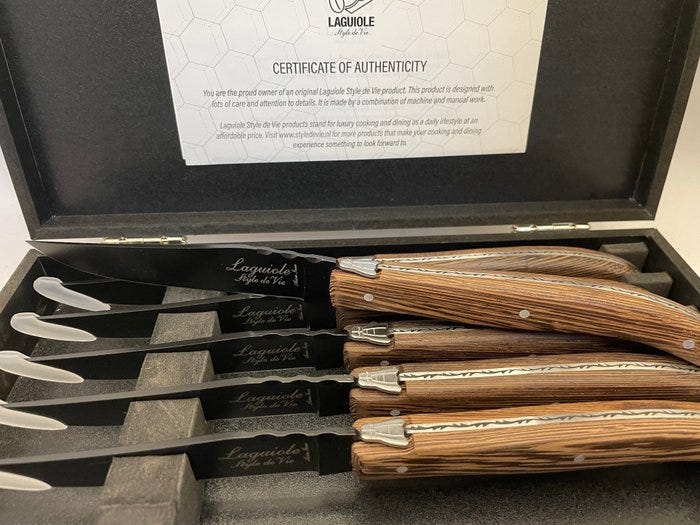 LAGUIOLE
Style de Vie
CERTIFICATE OF AUTHENTICITY
You are the proud owner of an original Laguiole Style de Vie product. This product is designed with
lots of care and attention to details. It is made by a combination of machine and manual work.
Laguiole Style de Vie products stand for luxury cooking and dining as a daily lifestyle at an
affordable price. Visit www.styledevie.nl for more products that make your cooking and dining
experience something to look forward to.
Laguiole
Style de Vie
Laguiole
Style de Vie
Laguiole
Style de Vie
Laguiole
Style de Vie
Laguiole
Style de Vie